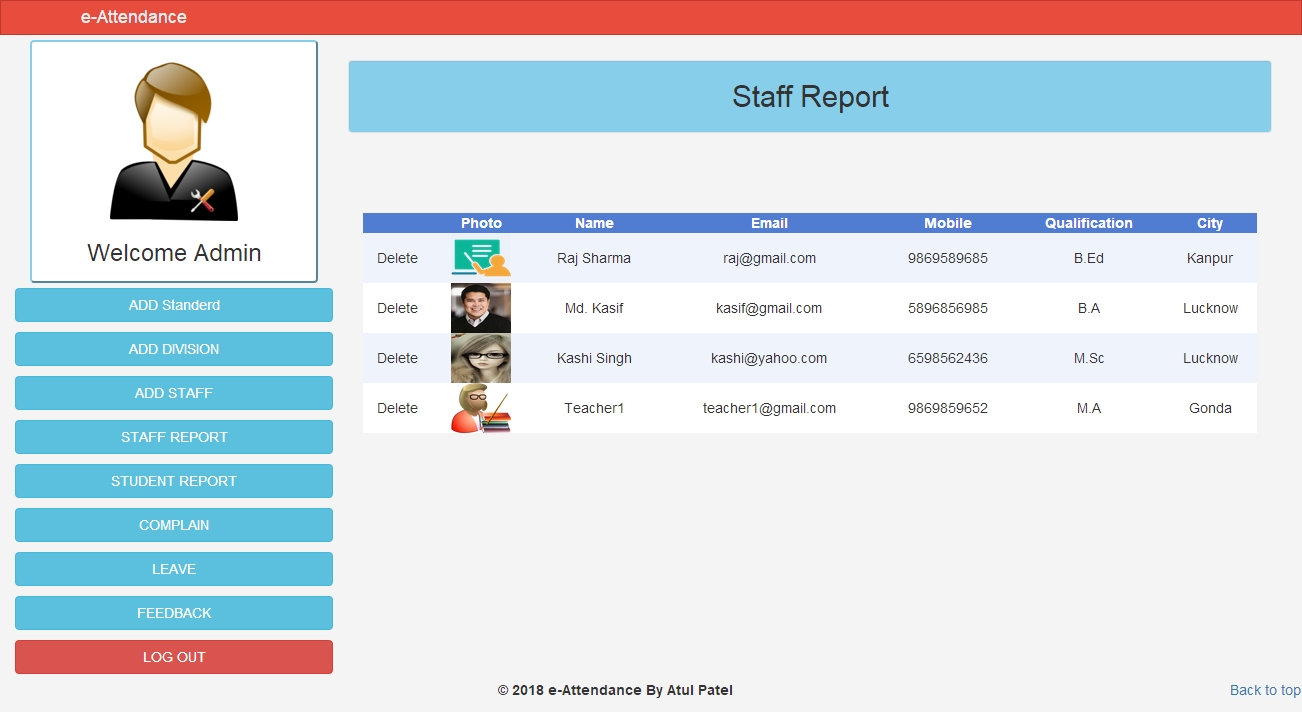 e-Attendance
Welcome Admin
ADD Standerd
ADD DIVISION
ADD STAFF
STAFF REPORT
STUDENT REPORT
COMPLAIN
LEAVE
FEEDBACK
LOG OUT
Staff Report
Photo Name Email Mobile Qualification City
Delete Raj Sharma raj@gmail.com 9869589685 B.Ed Kanpur
Delete Md. Kasif kasif@gmail.com 5896856985 B.A Lucknow
Delete Kashi Singh kashi@yahoo.com 6598562436 M.Sc Lucknow
Delete Teacher1 teacher1@gmail.com 9869859652 M.A Gonda
© 2018 e-Attendance By Atul Patel
Back to top